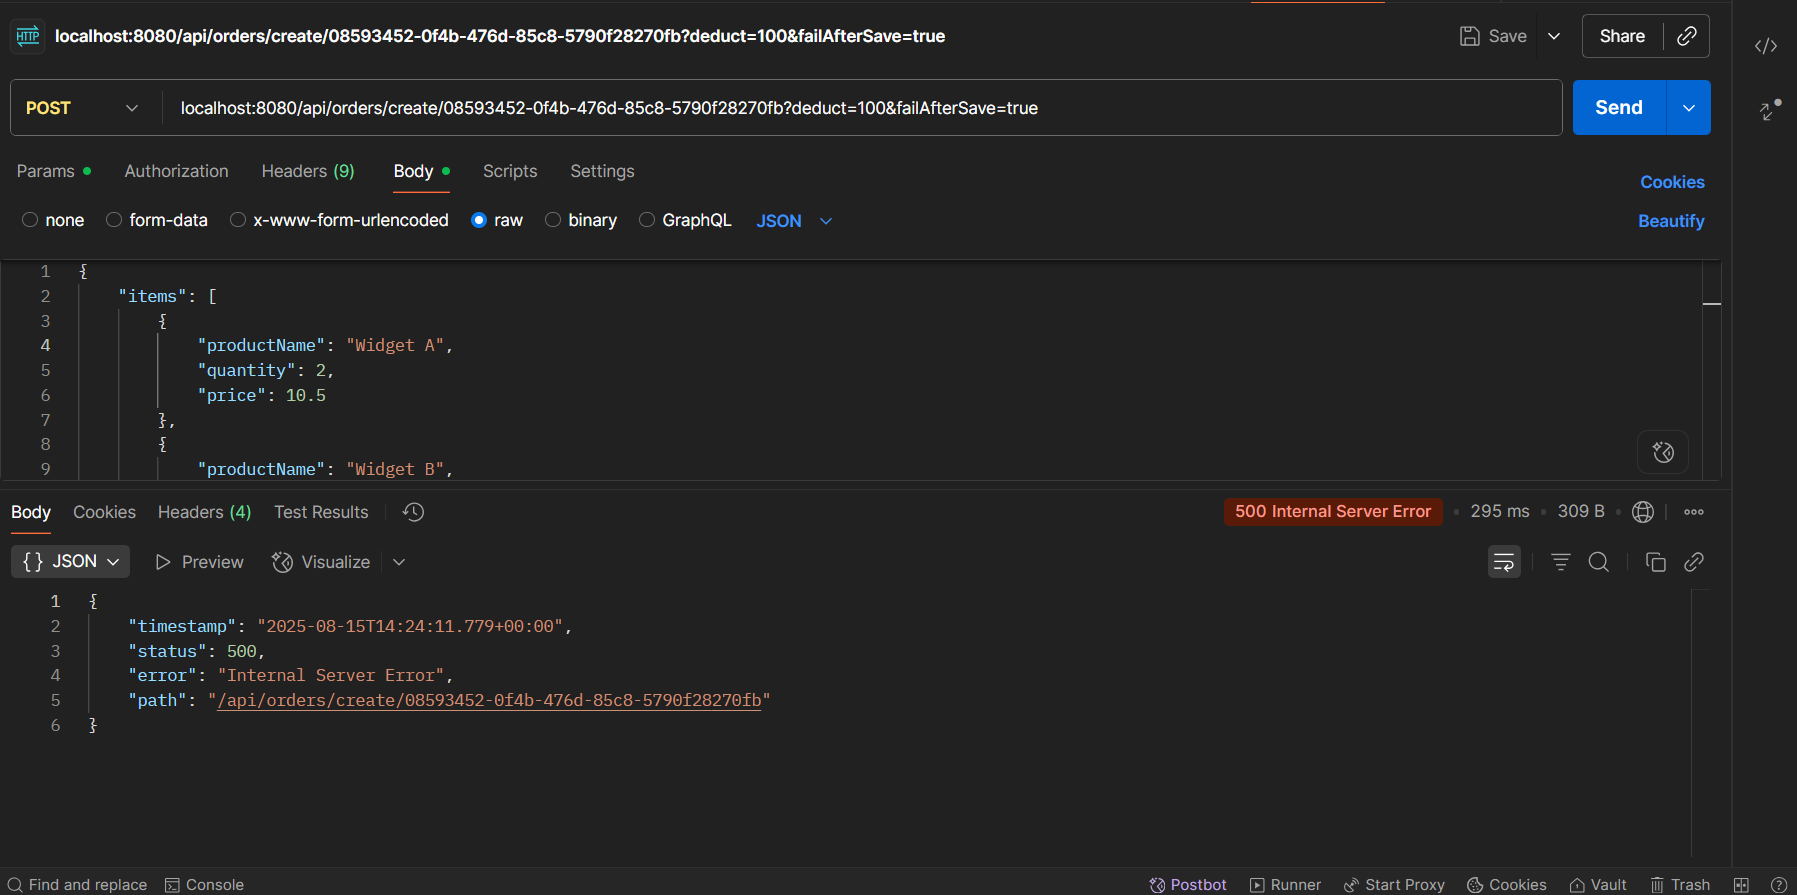 HTTP localhost:8080/api/orders/create/08593452-0f4b-476d-85c8-5790f28270fb?deduct=100&failAfterSave=true Save Share
POST localhost:8080/api/orders/create/08593452-0f4b-476d-85c8-5790f28270fb?deduct=100&failAfterSave=true Send
Params Authorization Headers (9) Body Scripts Settings Cookies
none form-data x-www-form-urlencoded raw binary GraphQL JSON Beautify
1 {
2 "items": [
3 {
4 "productName": "Widget A",
5 "quantity": 2,
6 "price": 10.5
7 },
8 {
9 "productName": "Widget B",
Body Cookies Headers (4) Test Results 500 Internal Server Error 295 ms 309 B
{} JSON Preview Visualize
1 {
2 "timestamp": "2025-08-15T14:24:11.779+00:00",
3 "status": 500,
4 "error": "Internal Server Error",
5 "path": "/api/orders/create/08593452-0f4b-476d-85c8-5790f28270fb"
6 }
Find and replace Console Postbot Runner Start Proxy Cookies Vault Trash